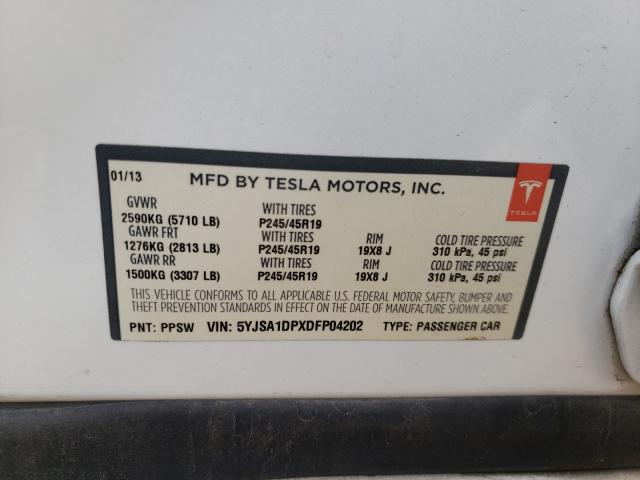 01/13 MFD BY TESLA MOTORS, INC.
TESLA
GVWR WITH TIRES
2590KG (5710 LB) P245/45R19
GAWR FRT WITH TIRES RIM COLD TIRE PRESSURE
1276KG (2813 LB) P245/45R19 19X8 J 310 kPa, 45 psi
GAWR RR WITH TIRES RIM COLD TIRE PRESSURE
1500KG (3307 LB) P245/45R19 19X8 J 310 kPa, 45 psi
THIS VEHICLE CONFORMS TO ALL APPLICABLE U.S. FEDERAL MOTOR SAFETY, BUMPER AND
THEFT PREVENTION STANDARDS IN EFFECT ON THE DATE OF MANUFACTURE SHOWN ABOVE.
PNT: PPSW VIN: 5YJSA1DPXDFP04202 TYPE: PASSENGER CAR